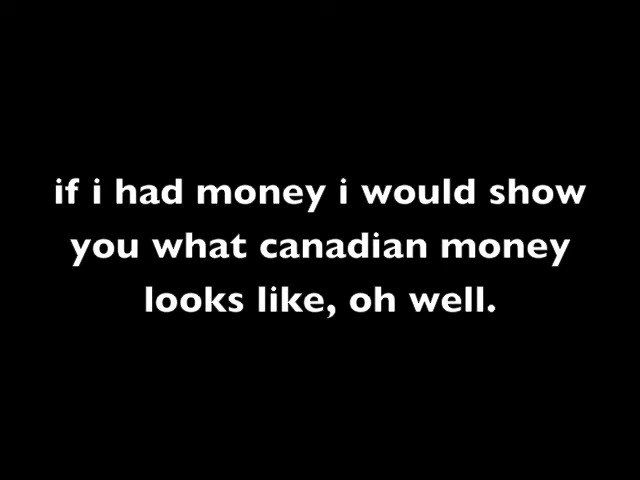 if i had money i would show
you what canadian money
looks like, oh well.